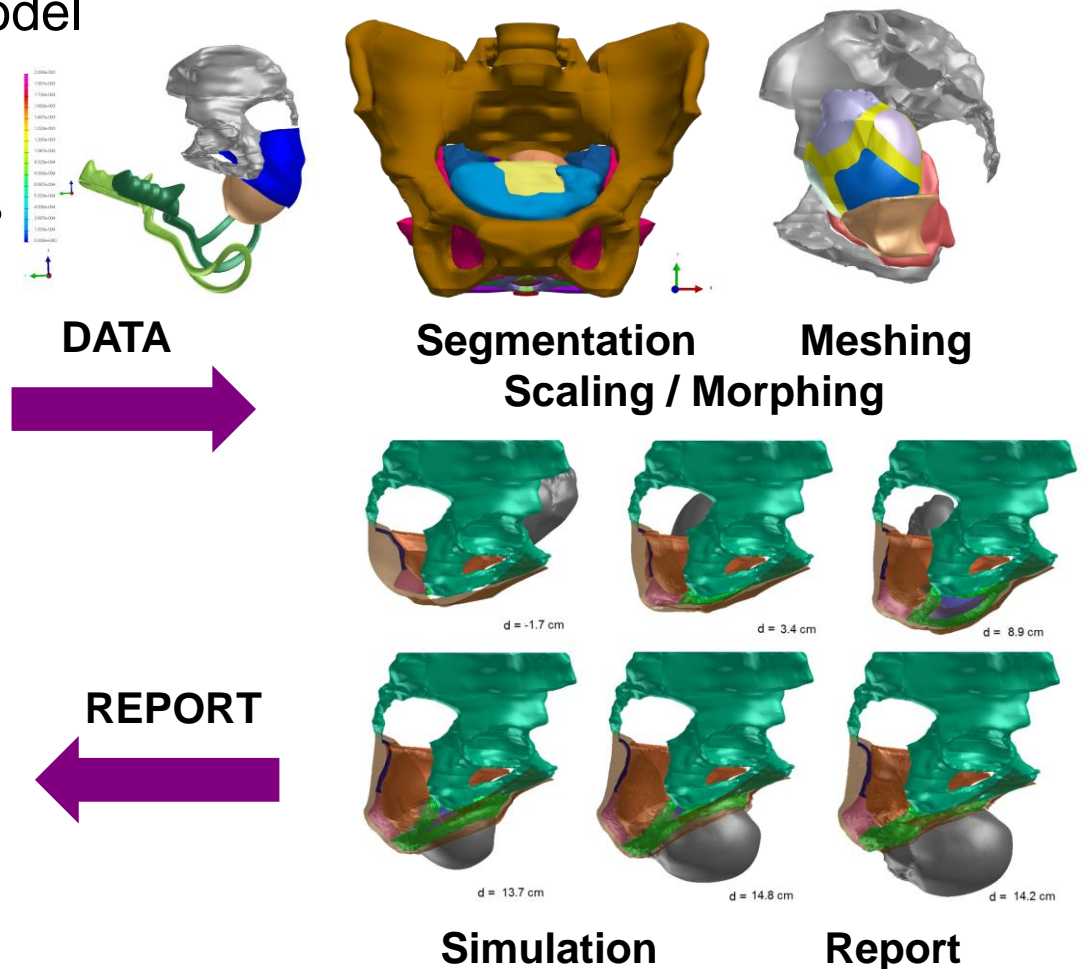 odel
DATA
Segmentation
Meshing
Scaling / Morphing
d = -1.7 cm
d = 3.4 cm
d = 8.9 cm
REPORT
d = 13.7 cm
d = 14.8 cm
d = 14.2 cm
Simulation
Report